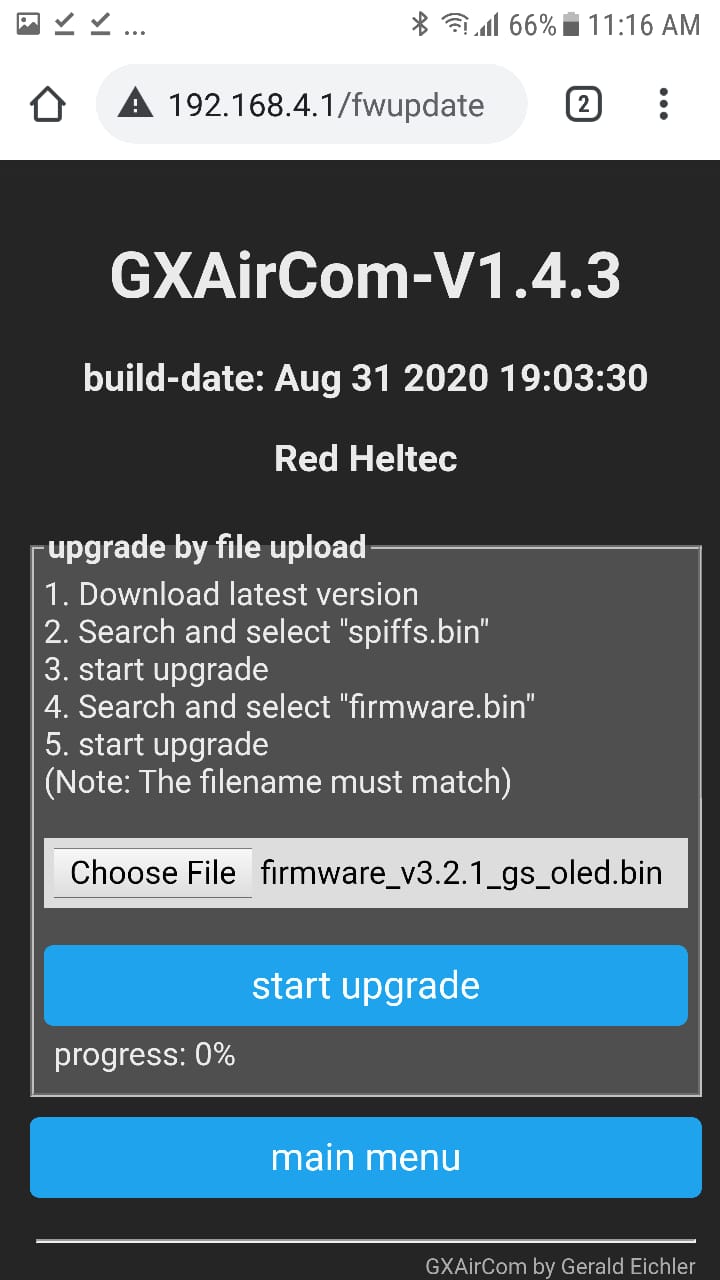 ... 66% 11:16 AM
192.168.4.1/fwupdate 2
GXAirCom-V1.4.3
build-date: Aug 31 2020 19:03:30
Red Heltec
upgrade by file upload
1. Download latest version
2. Search and select "spiffs.bin"
3. start upgrade
4. Search and select "firmware.bin"
5. start upgrade
(Note: The filename must match)
Choose File firmware_v3.2.1_gs_oled.bin
start upgrade
progress: 0%
main menu
GXAirCom by Gerald Eichler